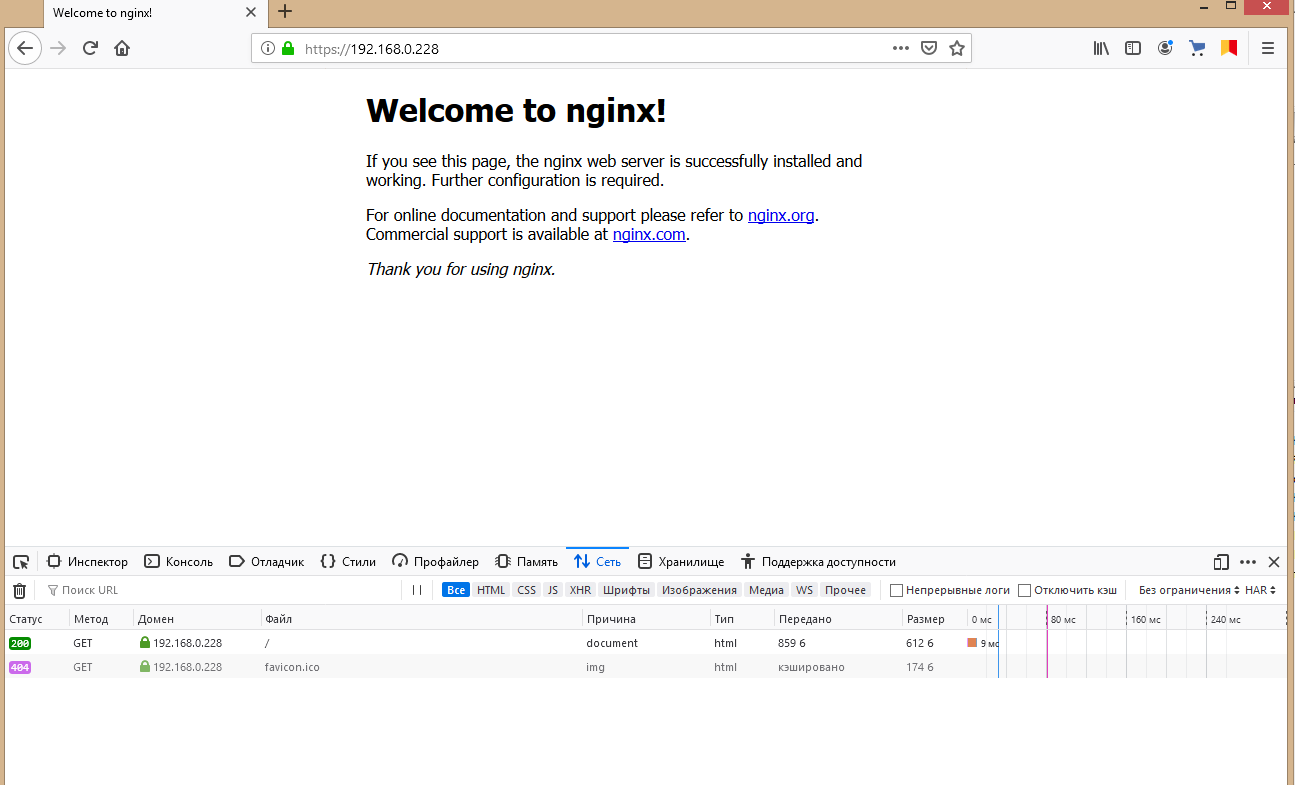 Welcome to nginx!
https://192.168.0.228
Welcome to nginx!
If you see this page, the nginx web server is successfully installed and
working. Further configuration is required.
For online documentation and support please refer to nginx.org.
Commercial support is available at nginx.com.
Thank you for using nginx.
Инспектор Консоль Отладчик Стили Профайлер Память Сеть Хранилище Поддержка доступности
Поиск URL Все HTML CSS JS XHR Шрифты Изображения Медиа WS Прочее Непрерывные логи Отключить кэш Без ограничения HAR
Статус Метод Домен Файл Причина Тип Передано Размер 0 мс 80 мс 160 мс 240 мс
200 GET 192.168.0.228 / document html 859 б 612 б 9 мс
404 GET 192.168.0.228 favicon.ico img html кэшировано 174 б